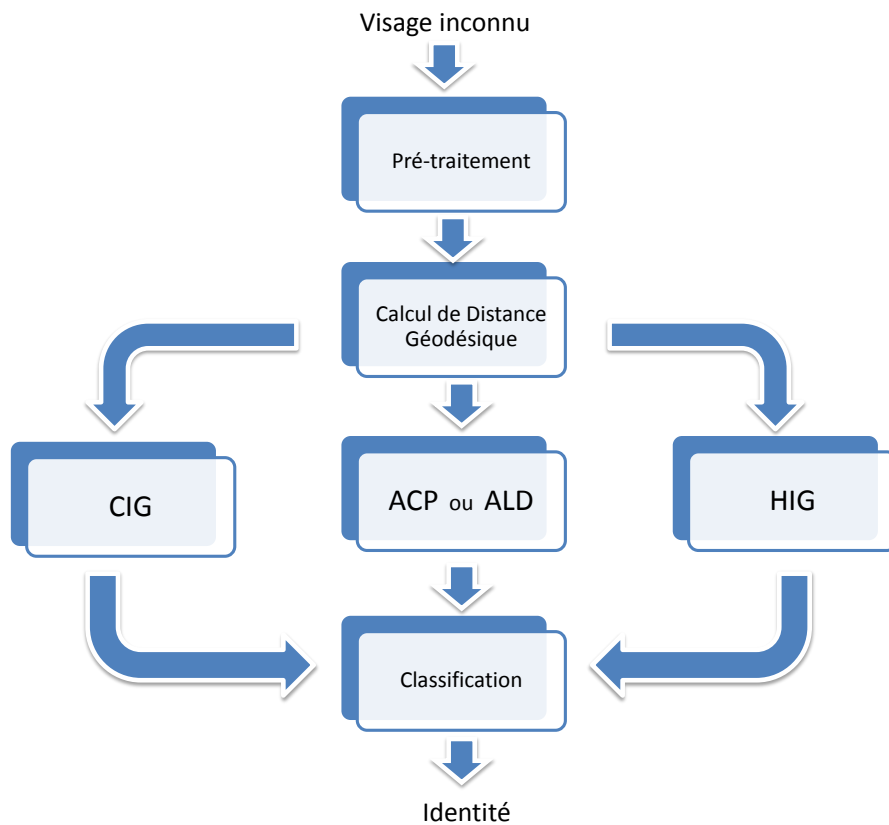 Visage inconnu
Pré-traitement
Calcul de Distance
Géodésique
CIG
ACP ou ALD
HIG
Classification
Identité